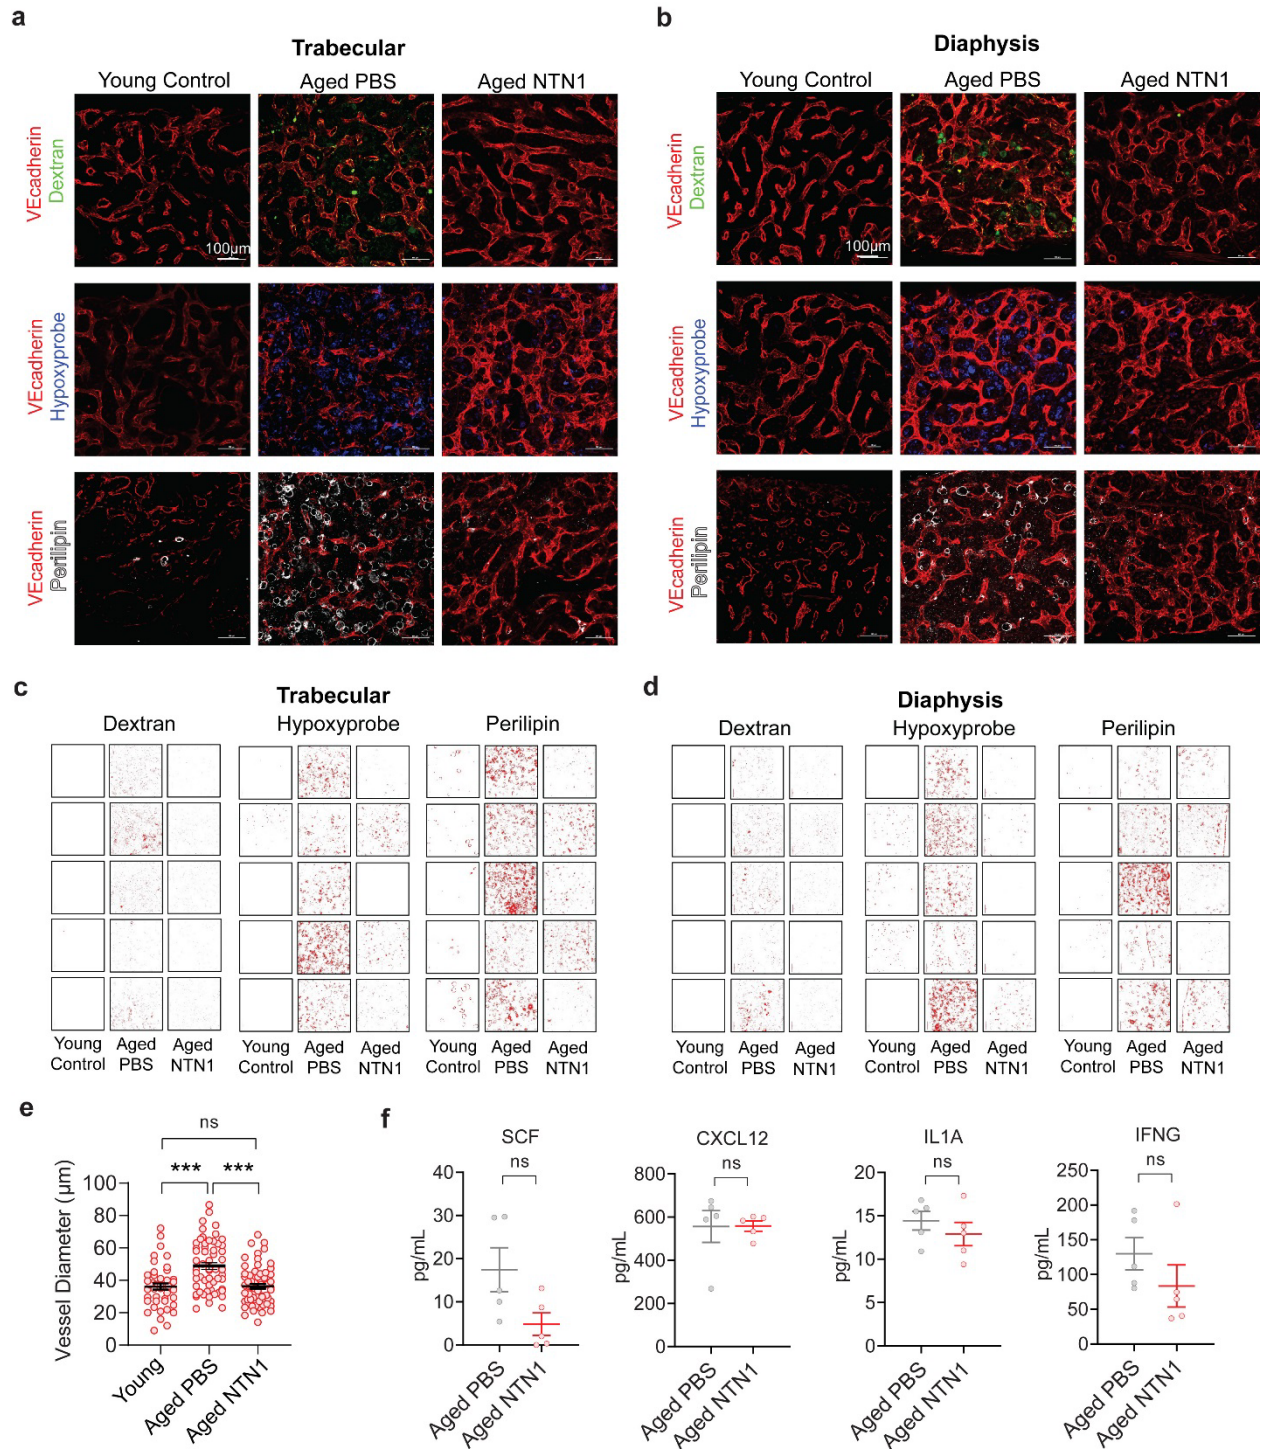 a
Trabecular
Young Control Aged PBS Aged NTN1
VEcadherin
Dextran
100µm
VEcadherin
Hypoxyprobe
VEcadherin
Perilipin
b
Diaphysis
Young Control Aged PBS Aged NTN1
VEcadherin
Dextran
100µm
VEcadherin
Hypoxyprobe
VEcadherin
Perilipin
c
Trabecular
Dextran Hypoxyprobe Perilipin
Young Aged Aged Young Aged Aged Young Aged Aged
Control PBS NTN1 Control PBS NTN1 Control PBS NTN1
d
Diaphysis
Dextran Hypoxyprobe Perilipin
Young Aged Aged Young Aged Aged Young Aged Aged
Control PBS NTN1 Control PBS NTN1 Control PBS NTN1
e
ns
*** ***
Vessel Diameter (µm)
100
80
60
40
20
0
Young Aged PBS Aged NTN1
f
SCF
ns
pg/mL
40
30
20
10
0
Aged PBS Aged NTN1
CXCL12
ns
pg/mL
800
600
400
200
0
Aged PBS Aged NTN1
IL1A
ns
pg/mL
20
15
10
5
0
Aged PBS Aged NTN1
IFNG
ns
pg/mL
250
200
150
100
50
0
Aged PBS Aged NTN1